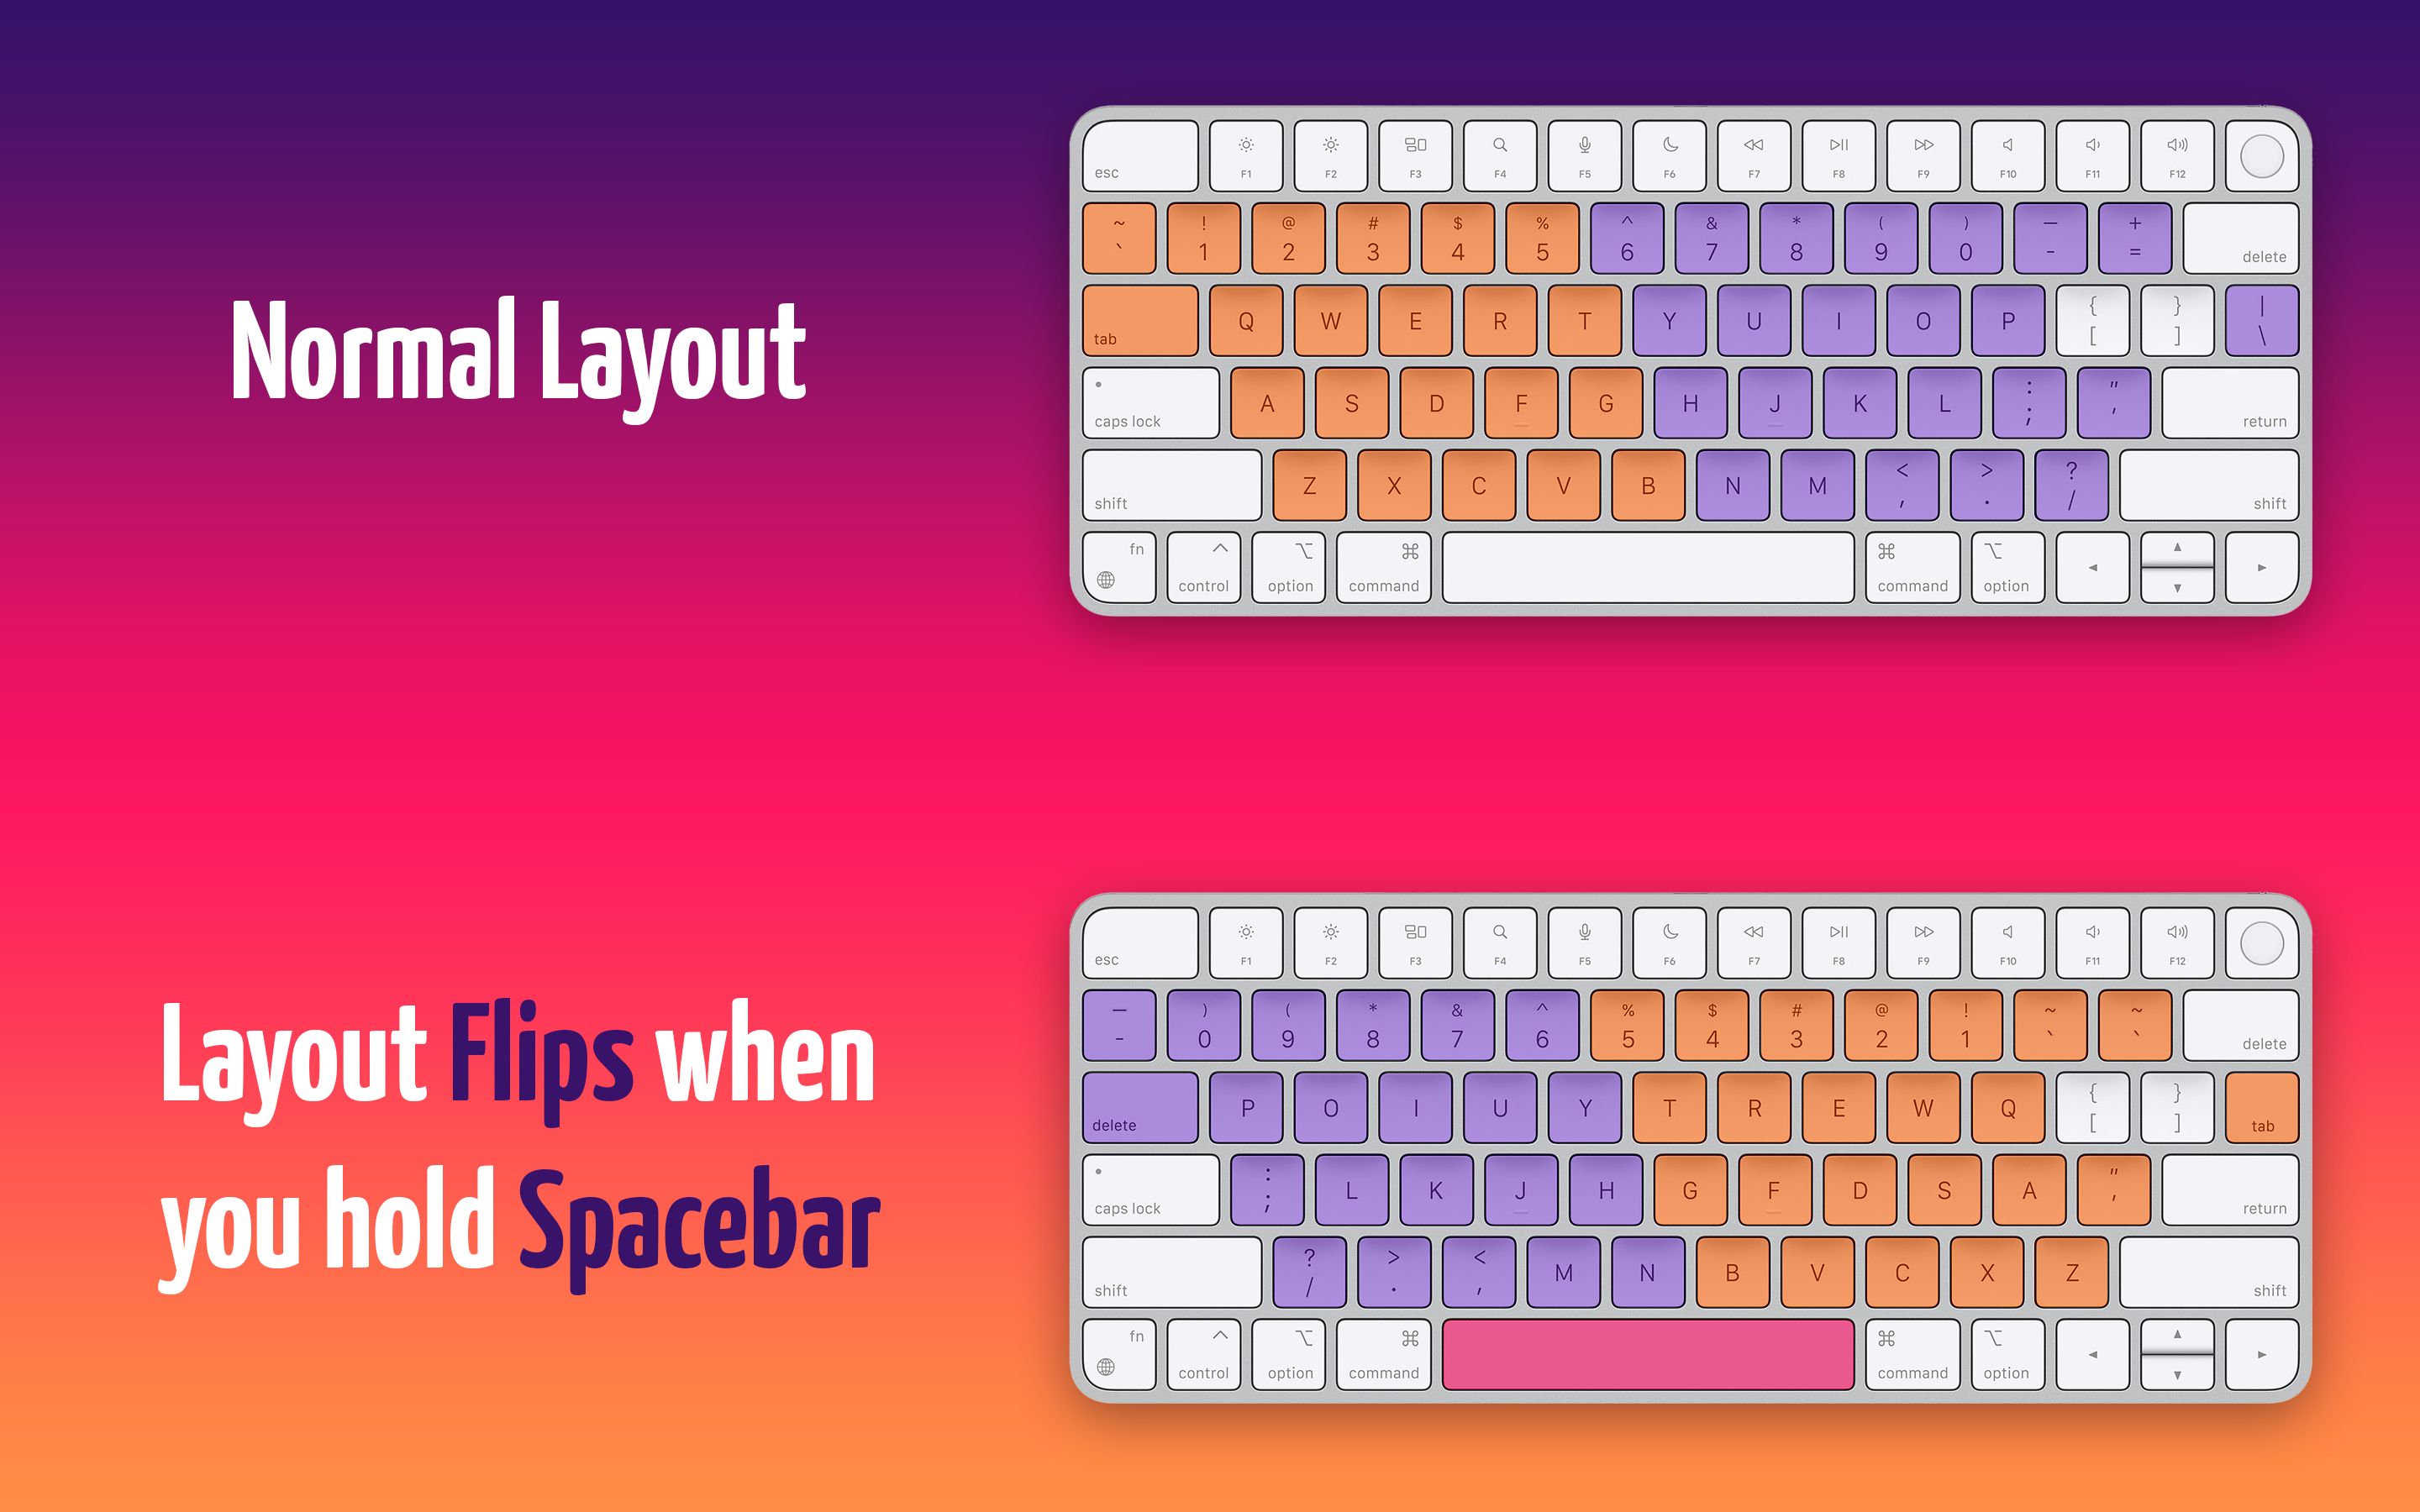 Normal Layout
esc F1 F2 F3 F4 F5 F6 F7 F8 F9 F10 F11 F12
~ ! @ # $ % ^ & * ( ) — +
` 1 2 3 4 5 6 7 8 9 0 - = delete
tab Q W E R T Y U I O P { [ } ] | \
caps lock A S D F G H J K L : ; " ' return
shift Z X C V B N M < , > . ? / shift
fn ^ control ⌥ option ⌘ command ⌘ command ⌥ option ◄ ▲ ▼ ►
Layout Flips when
you hold Spacebar
esc F1 F2 F3 F4 F5 F6 F7 F8 F9 F10 F11 F12
— ) ( * & ^ % $ # @ ! ~ ~
- 0 9 8 7 6 5 4 3 2 1 ` ` delete
delete P O I U Y T R E W Q { [ } ] tab
caps lock : ; L K J H G F D S A " ' return
shift ? / > . < , M N B V C X Z shift
fn ^ control ⌥ option ⌘ command ⌘ command ⌥ option ◄ ▲ ▼ ►